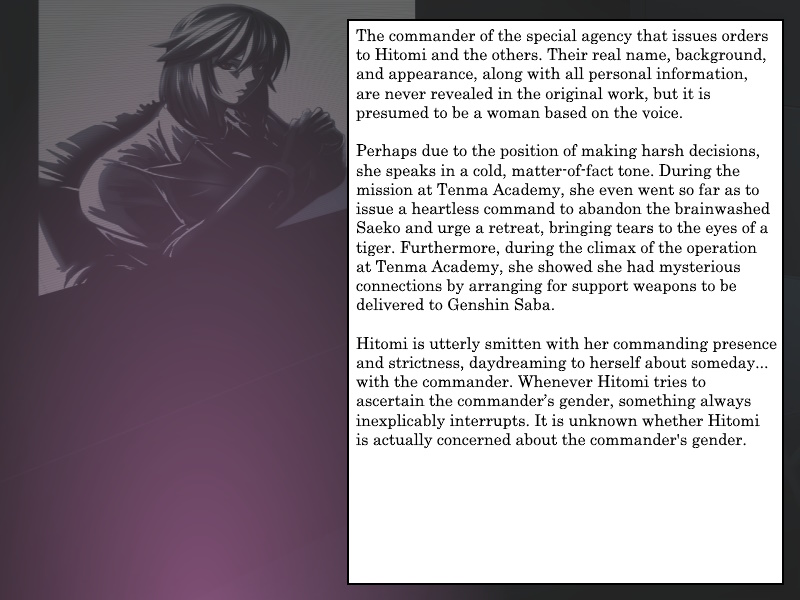 The commander of the special agency that issues orders
to Hitomi and the others. Their real name, background,
and appearance, along with all personal information,
are never revealed in the original work, but it is
presumed to be a woman based on the voice.
Perhaps due to the position of making harsh decisions,
she speaks in a cold, matter-of-fact tone. During the
mission at Tenma Academy, she even went so far as to
issue a heartless command to abandon the brainwashed
Saeko and urge a retreat, bringing tears to the eyes of a
tiger. Furthermore, during the climax of the operation
at Tenma Academy, she showed she had mysterious
connections by arranging for support weapons to be
delivered to Genshin Saba.
Hitomi is utterly smitten with her commanding presence
and strictness, daydreaming to herself about someday...
with the commander. Whenever Hitomi tries to
ascertain the commander's gender, something always
inexplicably interrupts. It is unknown whether Hitomi
is actually concerned about the commander's gender.